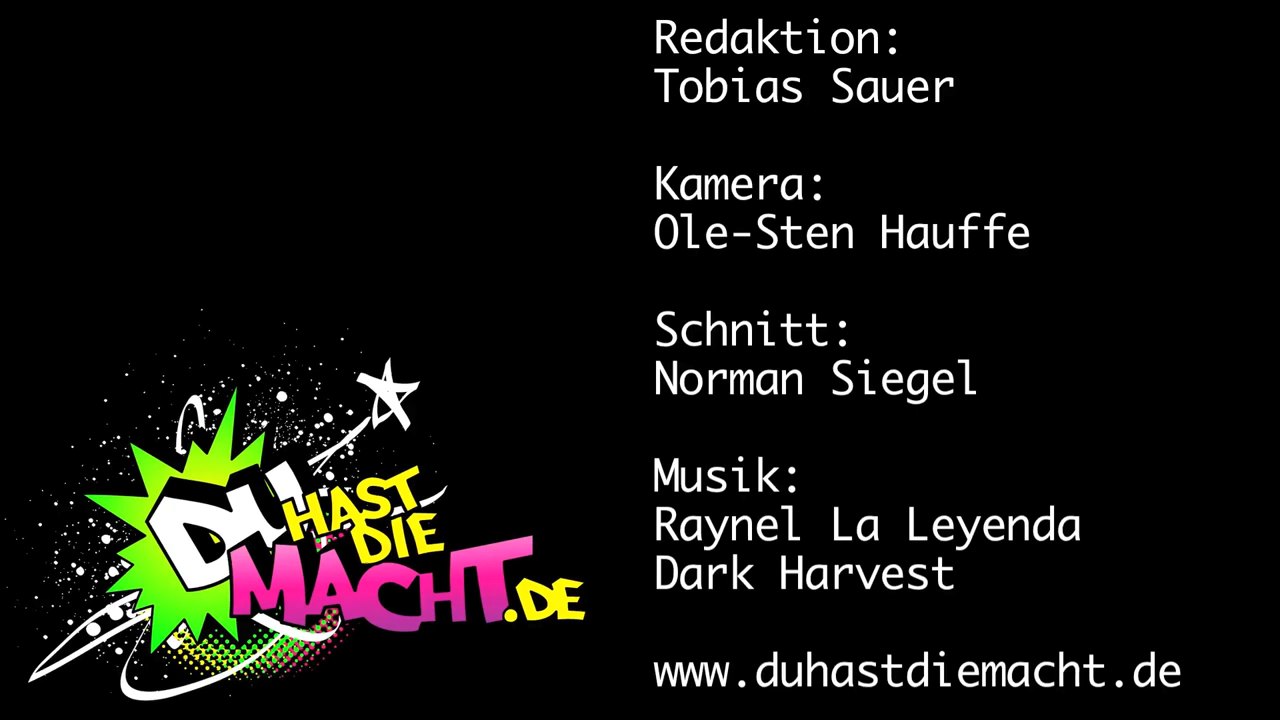 Redaktion:
Tobias Sauer
Kamera:
Ole-Sten Hauffe
Schnitt:
Norman Siegel
Musik:
Raynel La Leyenda
Dark Harvest
www.duhastdiemacht.de
DU
HAST
DIE
MACHT.DE